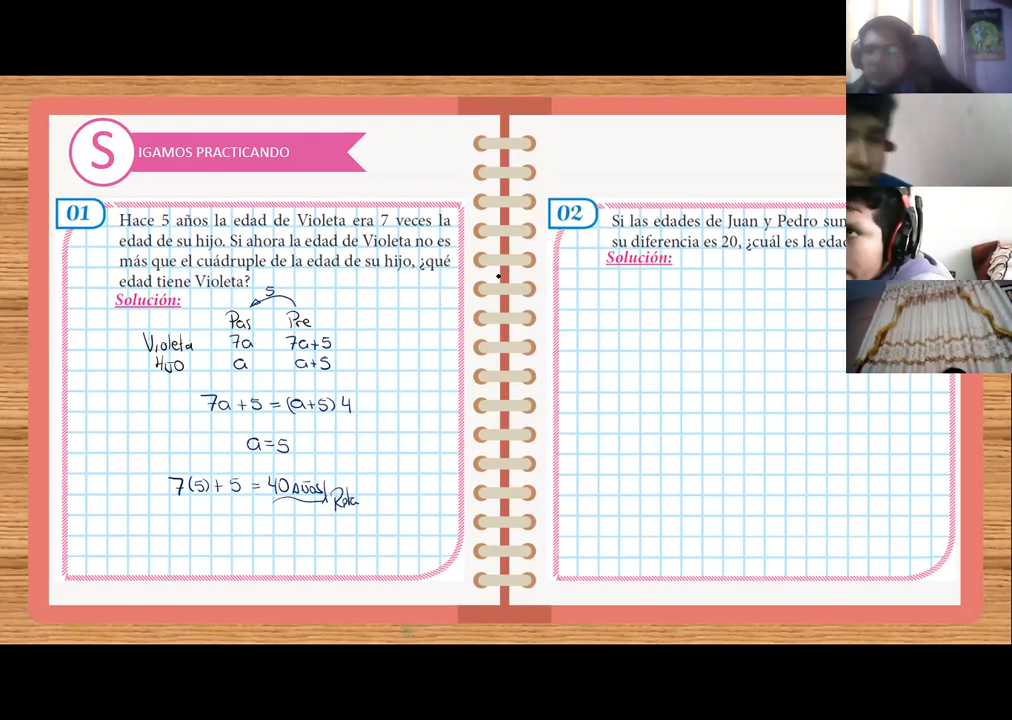 S IGAMOS PRACTICANDO
01
Hace 5 años la edad de Violeta era 7 veces la
edad de su hijo. Si ahora la edad de Violeta no es
más que el cuádruple de la edad de su hijo, ¿qué
edad tiene Violeta?
Solución:
5
Pas Pre
Violeta 7a 7a+5
HIJO a a+5
7a+5=(a+5)4
a=5
7(5)+5 = 40 AÑOS
02
Si las edades de Juan y Pedro
su diferencia es 20, ¿cuál es la
Solución: